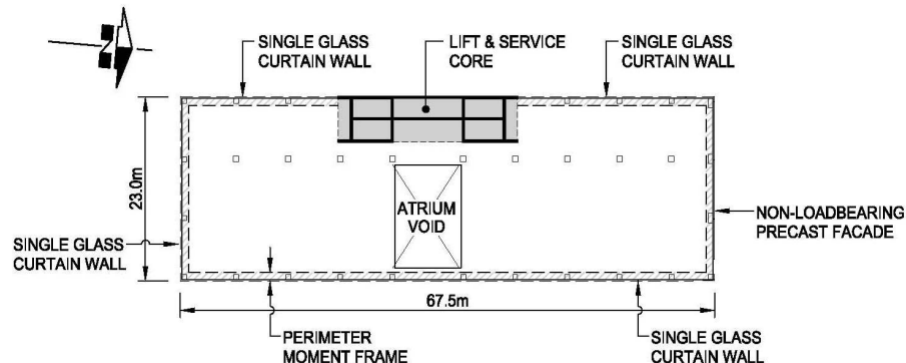 SINGLE GLASS
CURTAIN WALL
LIFT & SERVICE
CORE
SINGLE GLASS
CURTAIN WALL
23.0m
ATRIUM
VOID
NON-LOADBEARING
PRECAST FACADE
SINGLE GLASS
CURTAIN WALL
67.5m
PERIMETER
MOMENT FRAME
SINGLE GLASS
CURTAIN WALL